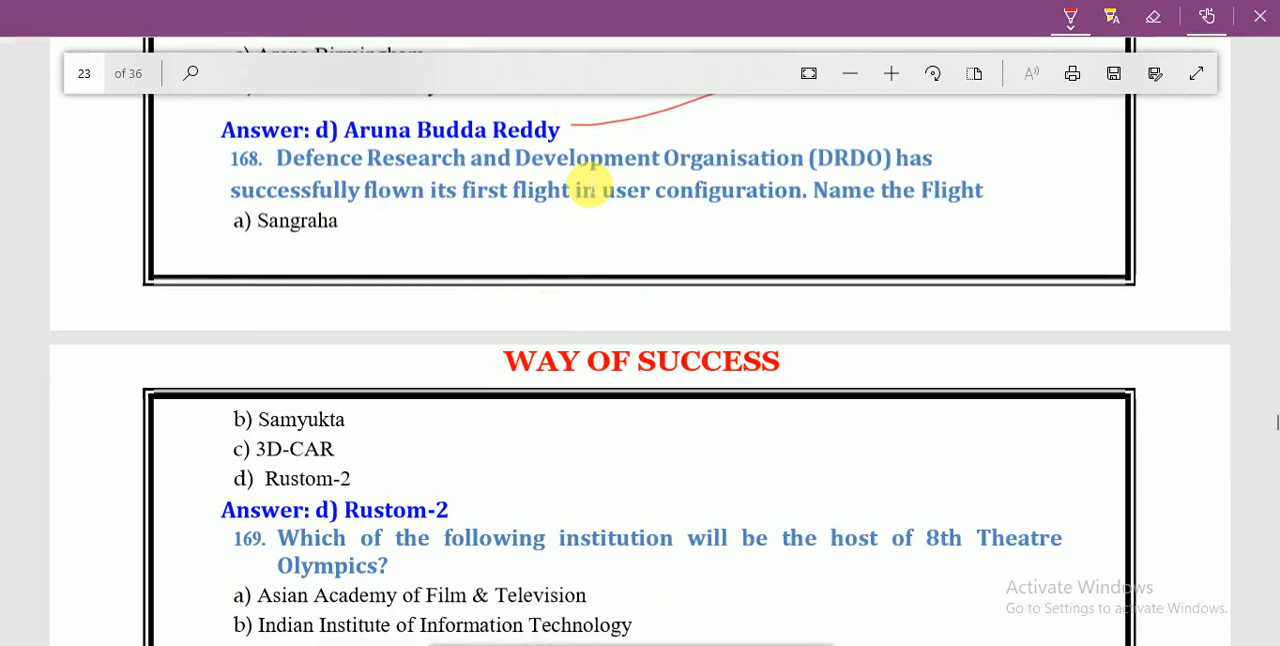 23 of 36
Answer: d) Aruna Budda Reddy
168. Defence Research and Development Organisation (DRDO) has
successfully flown its first flight in user configuration. Name the Flight
a) Sangraha
WAY OF SUCCESS
b) Samyukta
c) 3D-CAR
d) Rustom-2
Answer: d) Rustom-2
169. Which of the following institution will be the host of 8th Theatre
Olympics?
a) Asian Academy of Film & Television
b) Indian Institute of Information Technology
Activate Windows
Go to Settings to activate Windows.